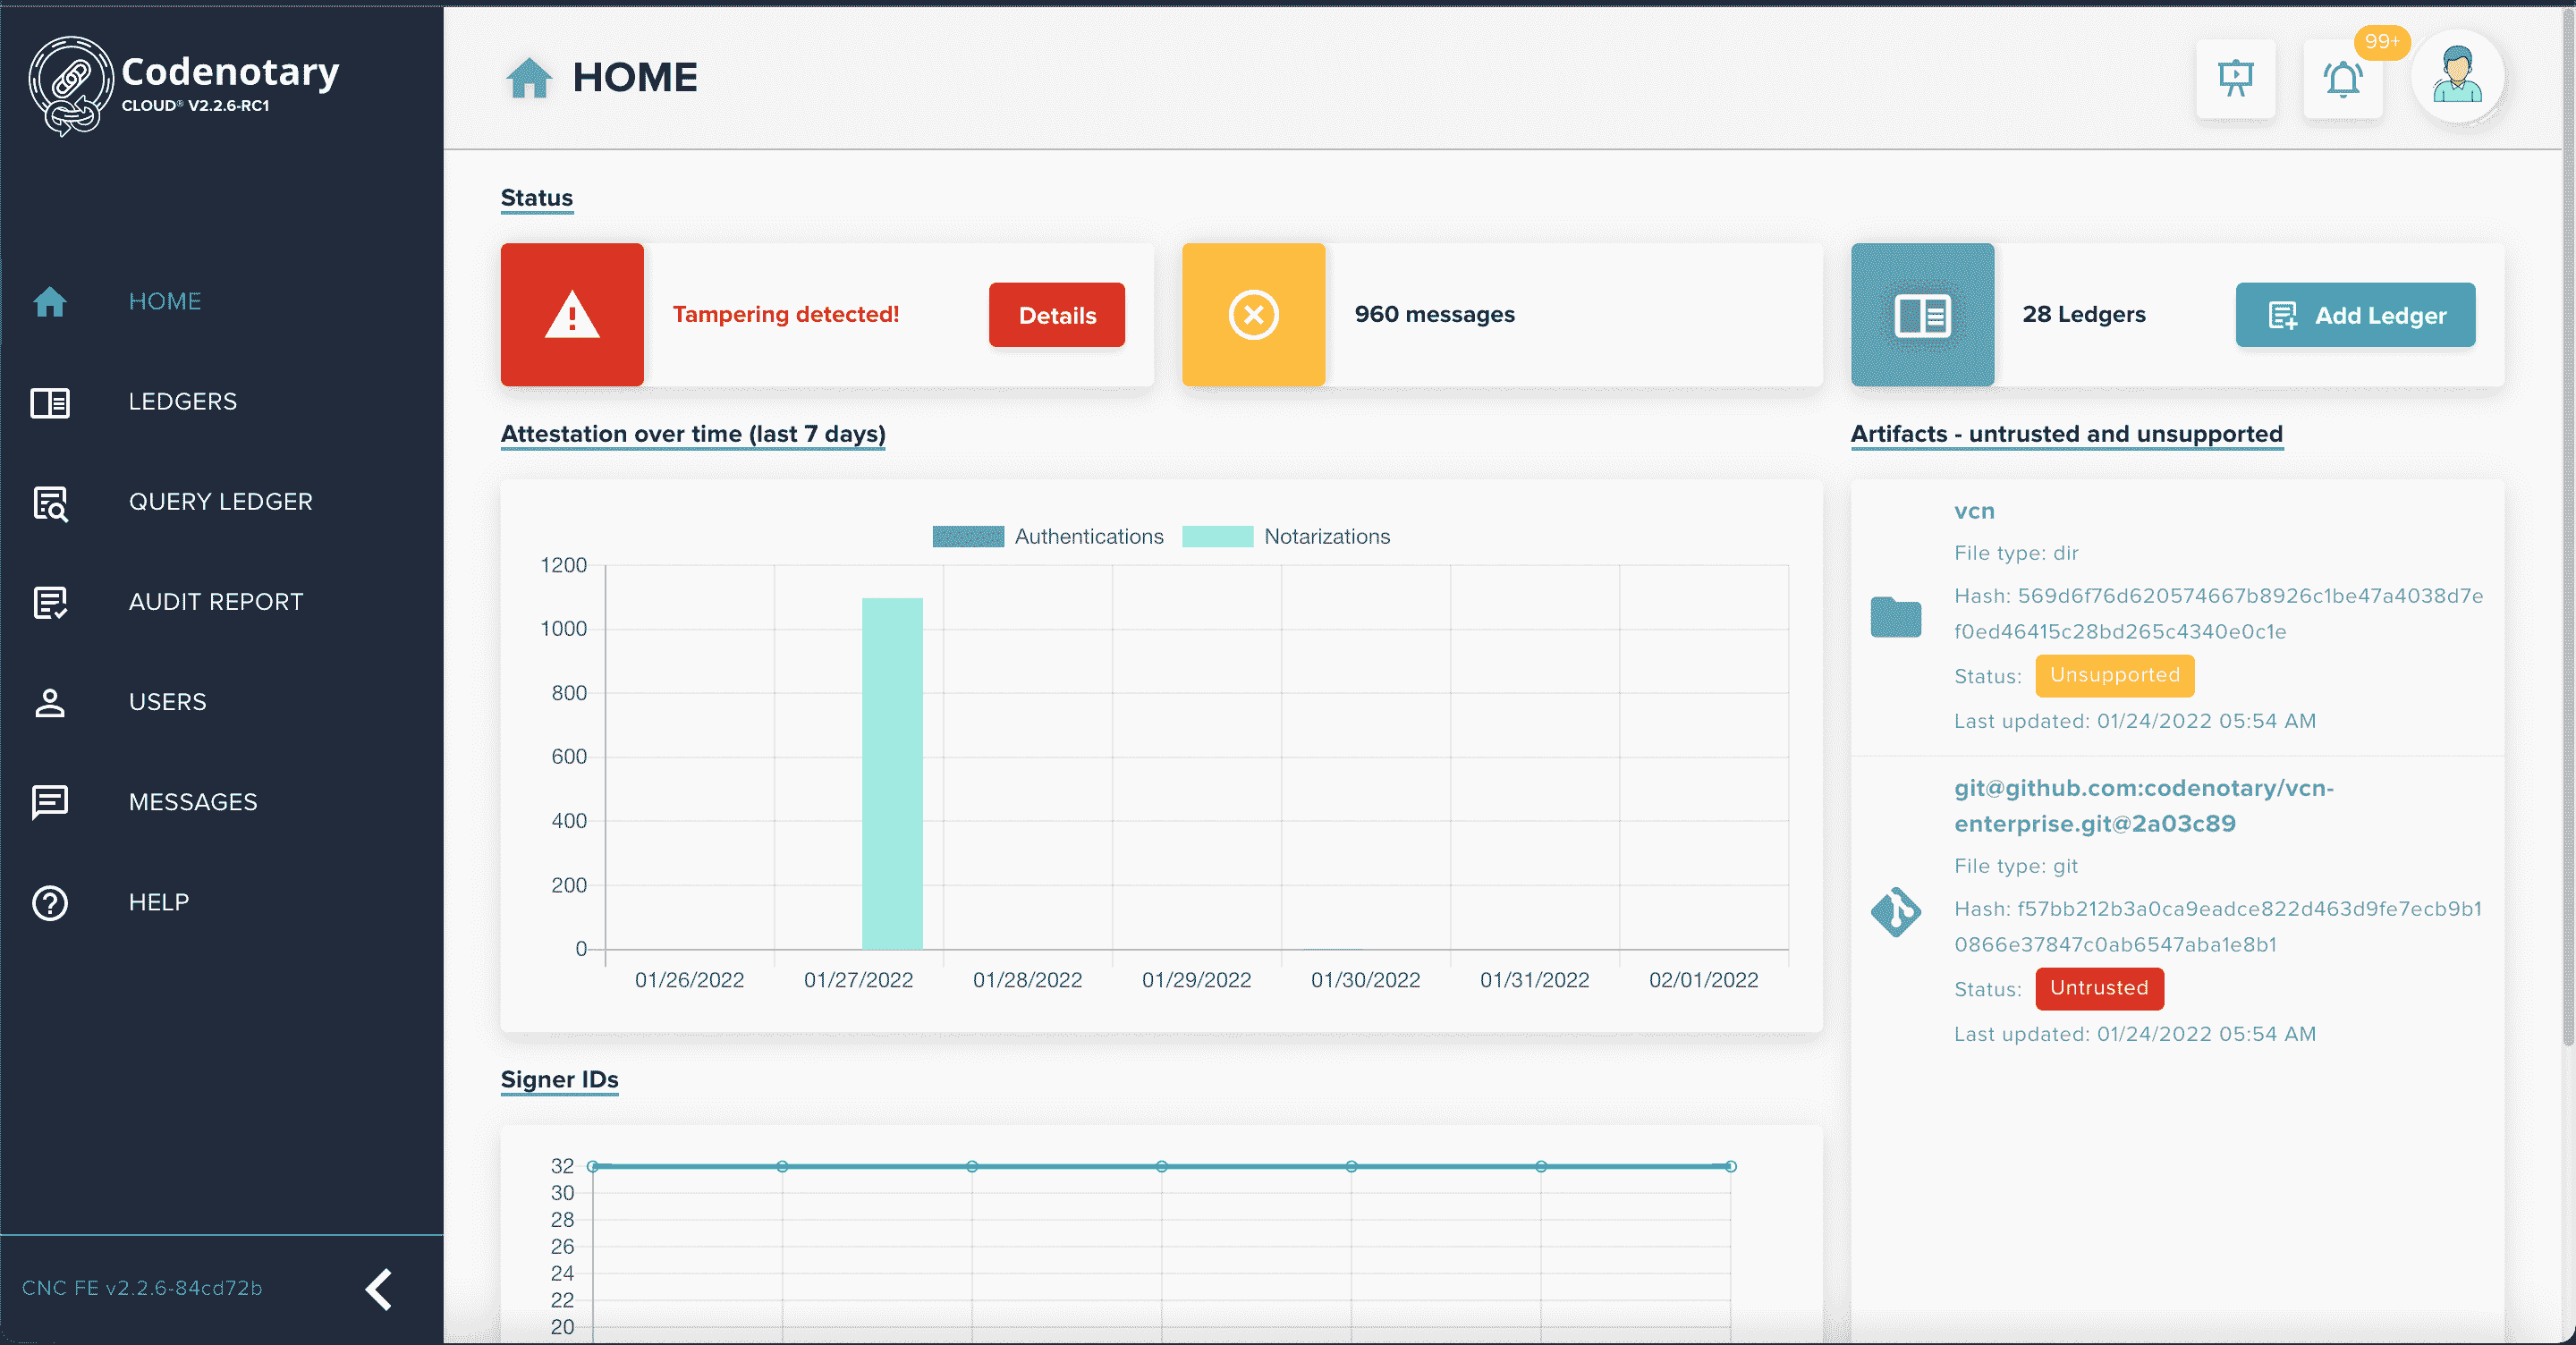 Codenotary
CLOUD® V2.2.6-RC1
HOME
LEDGERS
QUERY LEDGER
AUDIT REPORT
USERS
MESSAGES
HELP
CNC FE v2.2.6-84cd72b
HOME
99+
Status
Tampering detected!
Details
960 messages
28 Ledgers
Add Ledger
Attestation over time (last 7 days)
Authentications
Notarizations
1200
1000
800
600
400
200
0
01/26/2022
01/27/2022
01/28/2022
01/29/2022
01/30/2022
01/31/2022
02/01/2022
Signer IDs
32
30
28
26
24
22
20
Artifacts - untrusted and unsupported
vcn
File type: dir
Hash: 569d6f76d620574667b8926c1be47a4038d7e
f0ed46415c28bd265c4340e0c1e
Status: Unsupported
Last updated: 01/24/2022 05:54 AM
git@github.com:codenotary/vcn-
enterprise.git@2a03c89
File type: git
Hash: f57bb212b3a0ca9eadce822d463d9fe7ecb9b1
0866e37847c0ab6547aba1e8b1
Status: Untrusted
Last updated: 01/24/2022 05:54 AM